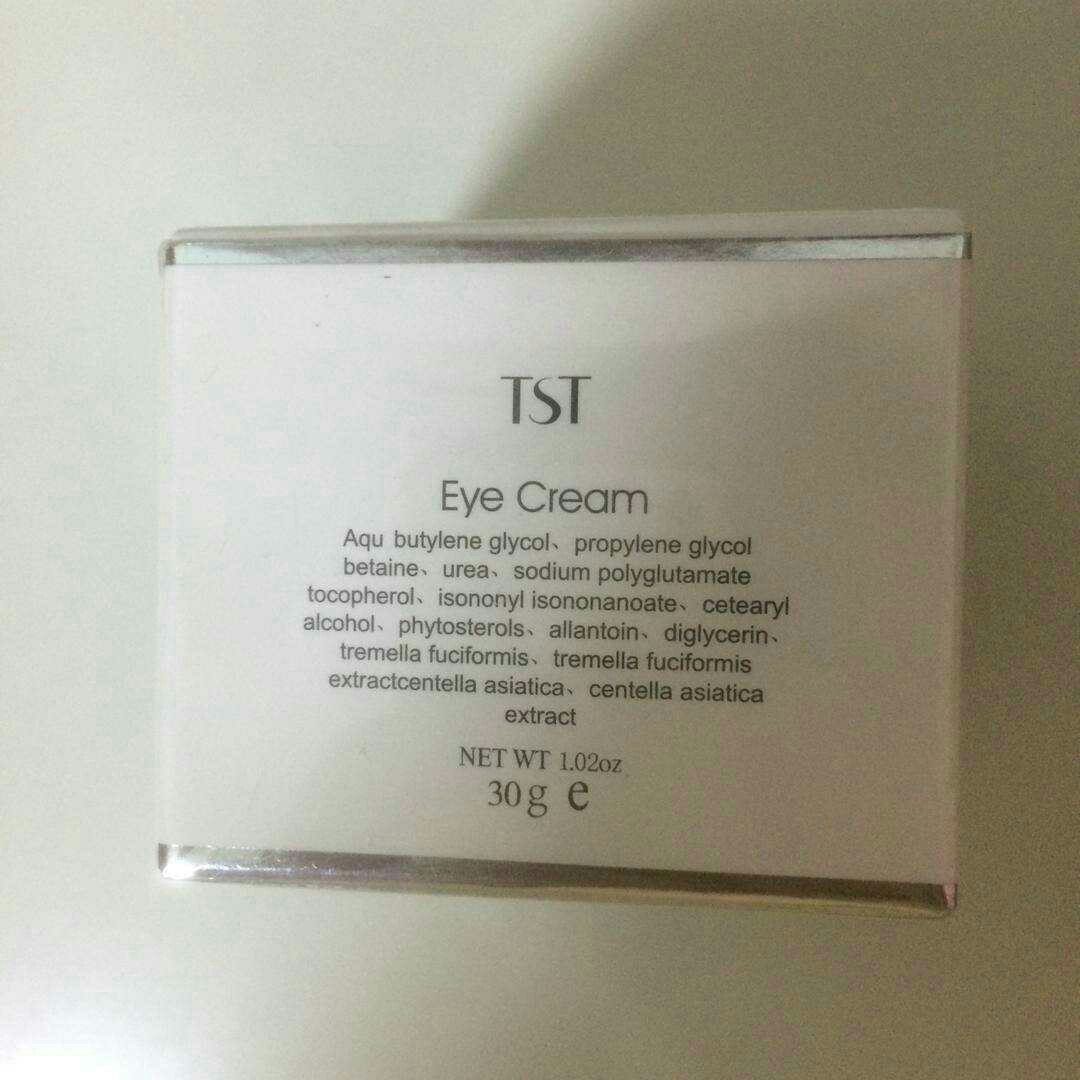 TST
Eye Cream
Aqu butylene glycol、propylene glycol
betaine、urea、sodium polyglutamate
tocopherol、isononyl isononanoate、cetearyl
alcohol、phytosterols、allantoin、diglycerin、
tremella fuciformis、tremella fuciformis
extractcentella asiatica、centella asiatica
extract
NET WT 1.02oz
30g e